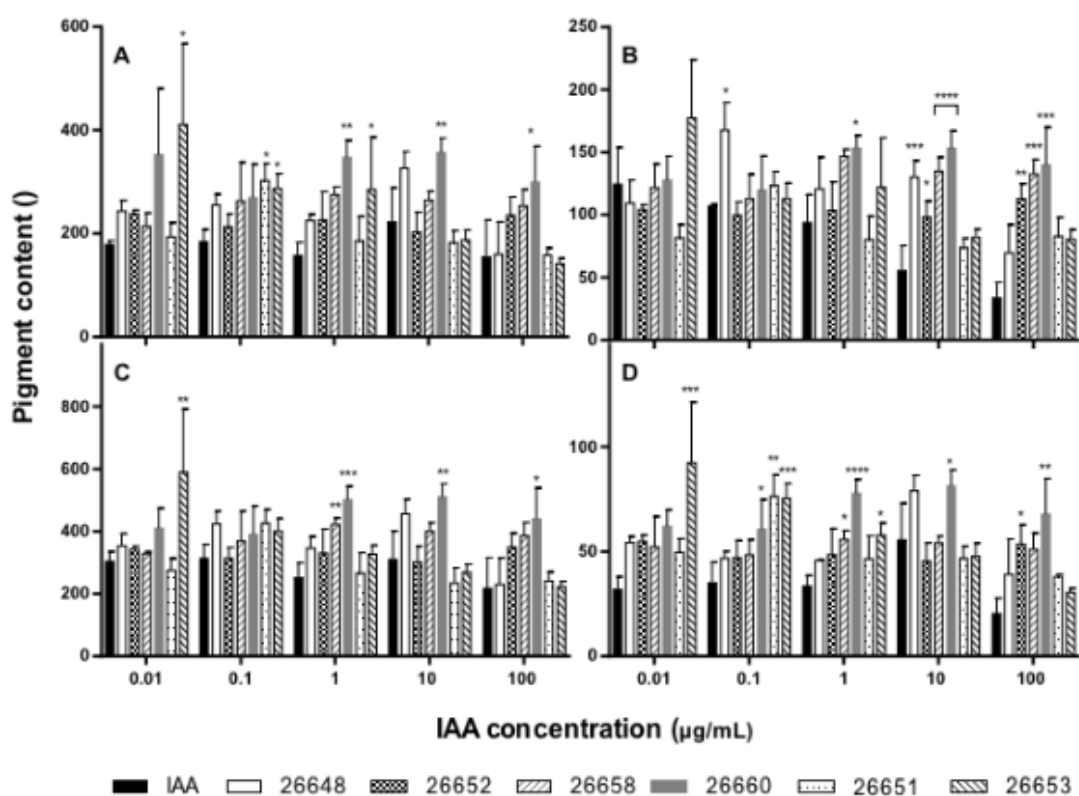 600
400
200
0
A
*
* *
** *
**
*
250
200
150
100
50
0
B
*
*
*** * ****
** *** ***
Pigment content ()
800
600
400
200
0
C
**
** ***
**
*
100
50
0
D
***
* ** ***
* **** *
*
* **
0.01 0.1 1 10 100
0.01 0.1 1 10 100
IAA concentration (µg/mL)
IAA 26648 26652 26658 26660 26651 26653